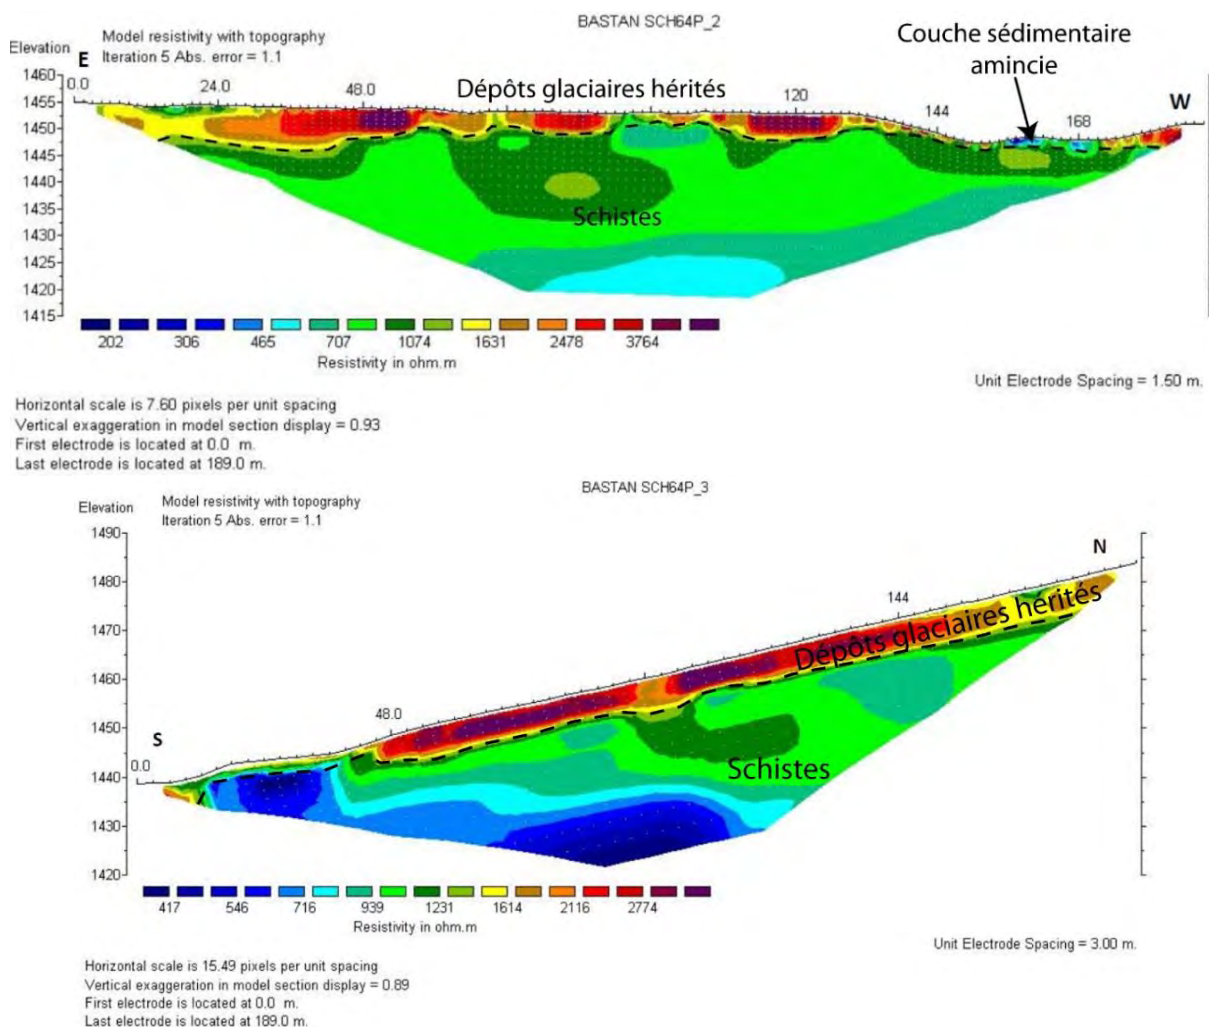 BASTAN SCH64P_2
Model resistivity with topography
Iteration 5 Abs. error = 1.1
Couche sédimentaire
amincie
Elevation
E
Dépôts glaciaires hérités
W
0.0
24.0
48.0
120
144
168
1460
1455
1450
1445
1440
1435
1430
1425
1420
1415
Schistes
202 306 465 707 1074 1631 2478 3764
Resistivity in ohm.m
Unit Electrode Spacing = 1.50 m.
Horizontal scale is 7.60 pixels per unit spacing
Vertical exaggeration in model section display = 0.93
First electrode is located at 0.0 m.
Last electrode is located at 189.0 m.
BASTAN SCH64P_3
Elevation
Model resistivity with topography
Iteration 5 Abs. error = 1.1
1490
1480
1470
1460
1450
1440
1430
1420
N
144
Dépôts glaciaires hérités
48.0
S
0.0
Schistes
417 546 716 939 1231 1614 2116 2774
Resistivity in ohm.m
Unit Electrode Spacing = 3.00 m.
Horizontal scale is 15.49 pixels per unit spacing
Vertical exaggeration in model section display = 0.89
First electrode is located at 0.0 m.
Last electrode is located at 189.0 m.